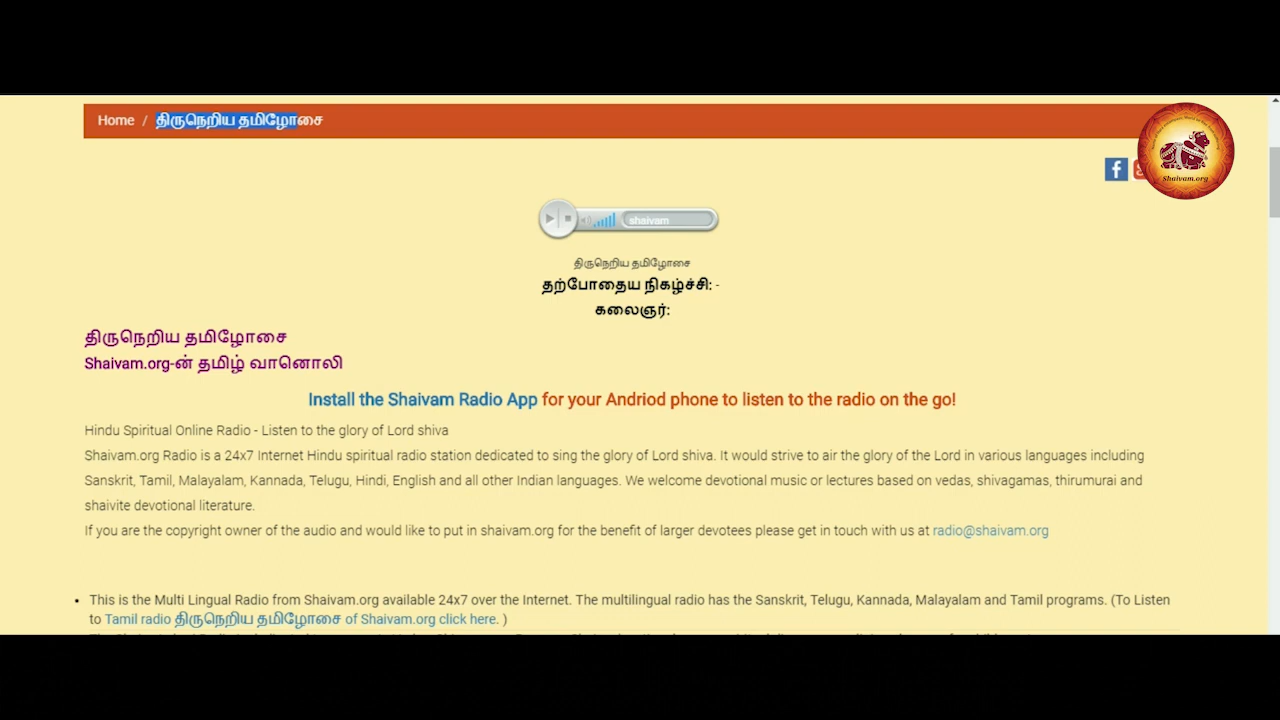 Home / திருநெறிய தமிழோசை
Shaivam.org
shaivam
திருநெறிய தமிழோசை
தற்போதைய நிகழ்ச்சி: -
கலைஞர்:
திருநெறிய தமிழோசை
Shaivam.org-ன் தமிழ் வானொலி
Install the Shaivam Radio App for your Andriod phone to listen to the radio on the go!
Hindu Spiritual Online Radio - Listen to the glory of Lord shiva
Shaivam.org Radio is a 24x7 Internet Hindu spiritual radio station dedicated to sing the glory of Lord shiva. It would strive to air the glory of the Lord in various languages including
Sanskrit, Tamil, Malayalam, Kannada, Telugu, Hindi, English and all other Indian languages. We welcome devotional music or lectures based on vedas, shivagamas, thirumurai and
shaivite devotional literature.
If you are the copyright owner of the audio and would like to put in shaivam.org for the benefit of larger devotees please get in touch with us at radio@shaivam.org
This is the Multi Lingual Radio from Shaivam.org available 24x7 over the Internet. The multilingual radio has the Sanskrit, Telugu, Kannada, Malayalam and Tamil programs. (To Listen
to Tamil radio திருநெறிய தமிழோசை of Shaivam.org click here. )